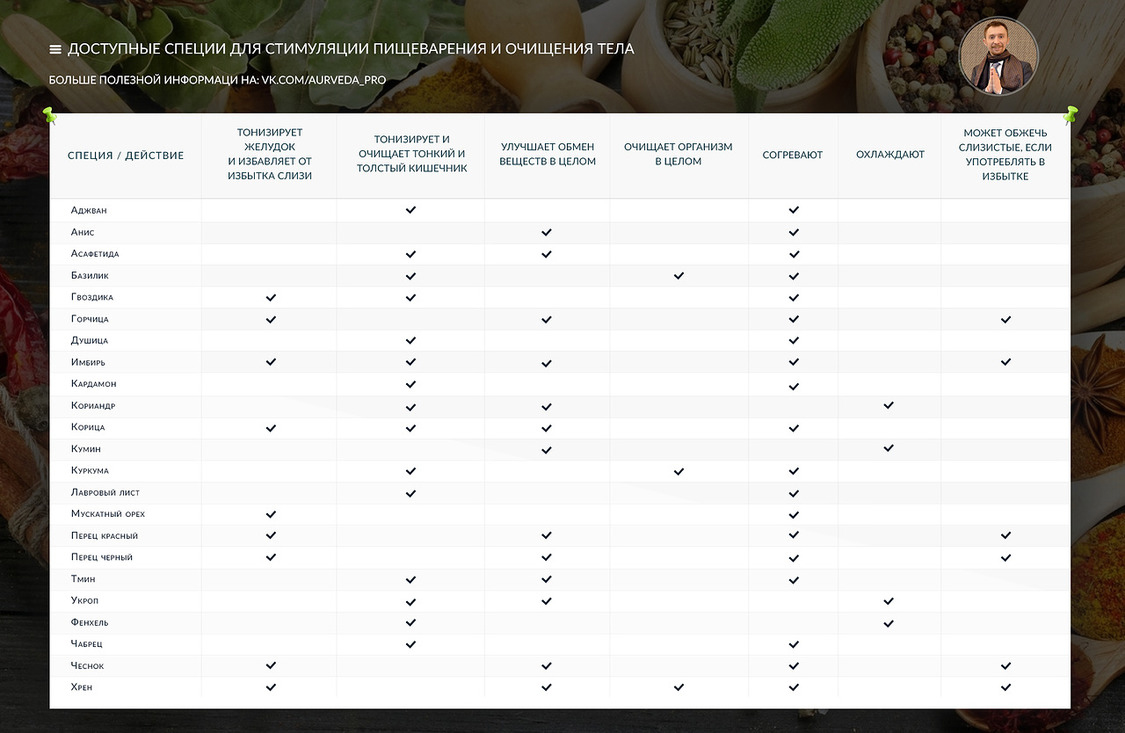 ДОСТУПНЫЕ СПЕЦИИ ДЛЯ СТИМУЛЯЦИИ ПИЩЕВАРЕНИЯ И ОЧИЩЕНИЯ ТЕЛА
БОЛЬШЕ ПОЛЕЗНОЙ ИНФОРМАЦИ НА: VK.COM/AURVEDA_PRO
СПЕЦИЯ / ДЕЙСТВИЕ
ТОНИЗИРУЕТ
ЖЕЛУДОК
И ИЗБАВЛЯЕТ ОТ
ИЗБЫТКА СЛИЗИ
ТОНИЗИРУЕТ И
ОЧИЩАЕТ ТОНКИЙ И
ТОЛСТЫЙ КИШЕЧНИК
УЛУЧШАЕТ ОБМЕН
ВЕЩЕСТВ В ЦЕЛОМ
ОЧИЩАЕТ ОРГАНИЗМ
В ЦЕЛОМ
СОГРЕВАЮТ
ОХЛАЖДАЮТ
МОЖЕТ ОБЖЕЧЬ
СЛИЗИСТЫЕ, ЕСЛИ
УПОТРЕБЛЯТЬ В
ИЗБЫТКЕ
Аджван
Анис
Асафетида
Базилик
Гвоздика
Горчица
Душица
Имбирь
Кардамон
Кориандр
Корица
Кумин
Куркума
Лавровый лист
Мускатный орех
Перец красный
Перец черный
Тмин
Укроп
Фенхель
Чабрец
Чеснок
Хрен